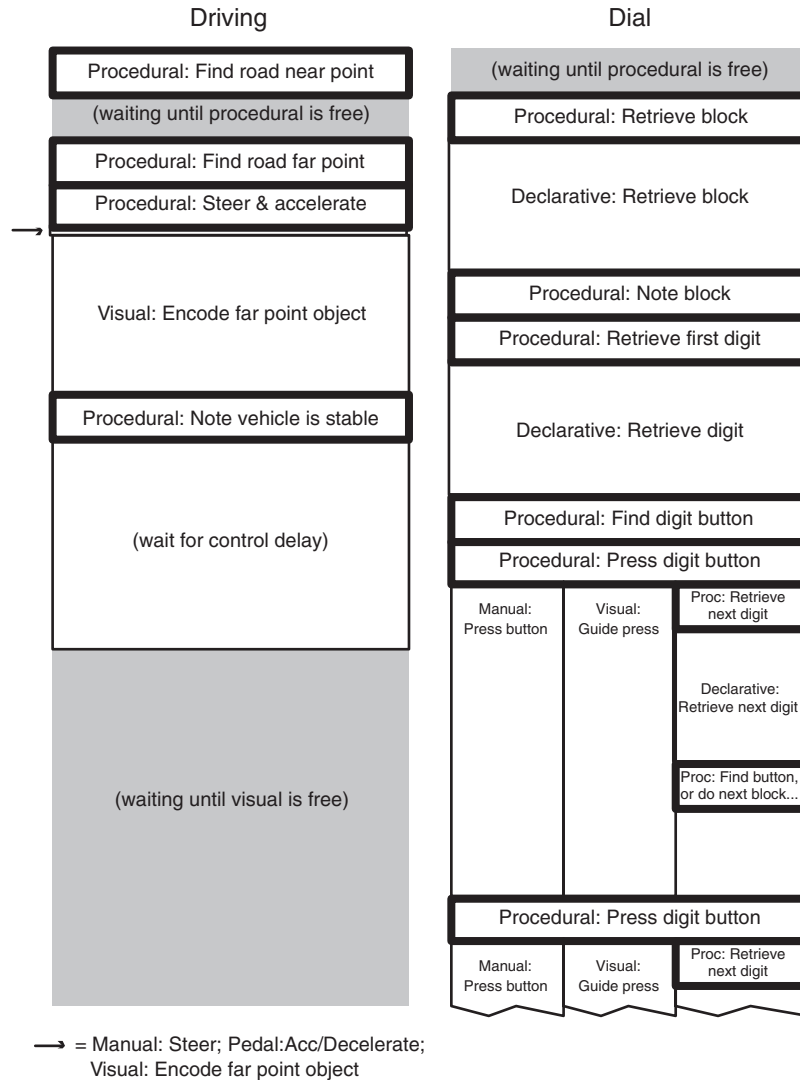 Driving
Procedural: Find road near point
(waiting until procedural is free)
Procedural: Find road far point
Procedural: Steer & accelerate
Visual: Encode far point object
Procedural: Note vehicle is stable
(wait for control delay)
(waiting until visual is free)
Dial
(waiting until procedural is free)
Procedural: Retrieve block
Declarative: Retrieve block
Procedural: Note block
Procedural: Retrieve first digit
Declarative: Retrieve digit
Procedural: Find digit button
Procedural: Press digit button
Manual:
Press button
Visual:
Guide press
Proc: Retrieve
next digit
Declarative:
Retrieve next digit
Proc: Find button,
or do next block...
Procedural: Press digit button
Manual:
Press button
Visual:
Guide press
Proc: Retrieve
next digit
→ = Manual: Steer; Pedal:Acc/Decelerate;
Visual: Encode far point object